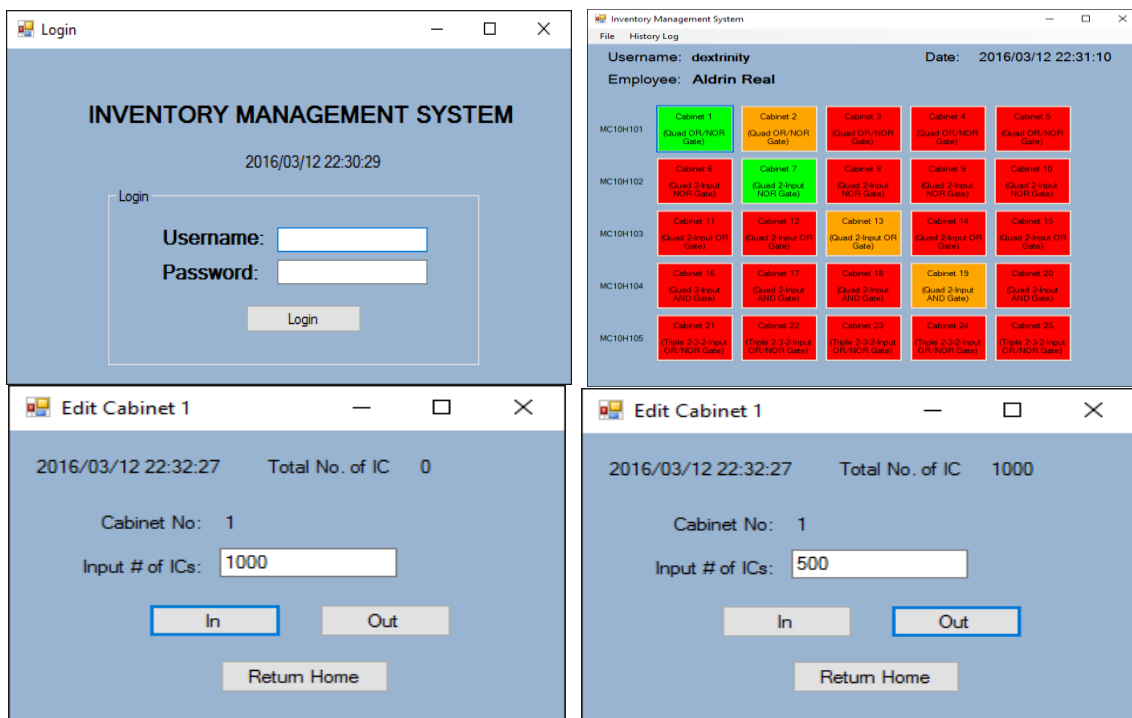 Login
INVENTORY MANAGEMENT SYSTEM
2016/03/12 22:30:29
Login
Username:
Password:
Login
Inventory Management System
File History Log
Username: dextrinity Date: 2016/03/12 22:31:10
Employee: Aldrin Real
MC10H101
Cabinet 1
(Quad OR/NOR
Gate)
Cabinet 2
(Quad OR/NOR
Gate)
Cabinet 3
(Quad OR/NOR
Gate)
Cabinet 4
(Quad OR/NOR
Gate)
Cabinet 5
(Quad OR/NOR
Gate)
MC10H102
Cabinet 6
(Quad 2-Input
NOR Gate)
Cabinet 7
(Quad 2-Input
NOR Gate)
Cabinet 8
(Quad 2-Input
NOR Gate)
Cabinet 9
(Quad 2-Input
NOR Gate)
Cabinet 10
(Quad 2-Input
NOR Gate)
MC10H103
Cabinet 11
(Quad 2-Input OR
Gate)
Cabinet 12
(Quad 2-Input OR
Gate)
Cabinet 13
(Quad 2-Input OR
Gate)
Cabinet 14
(Quad 2-Input OR
Gate)
Cabinet 15
(Quad 2-Input OR
Gate)
MC10H104
Cabinet 16
(Quad 2-Input
AND Gate)
Cabinet 17
(Quad 2-Input
AND Gate)
Cabinet 18
(Quad 2-Input
AND Gate)
Cabinet 19
(Quad 2-Input
AND Gate)
Cabinet 20
(Quad 2-Input
AND Gate)
MC10H105
Cabinet 21
(Triple 2-3-2-Input
OR/NOR Gate)
Cabinet 22
(Triple 2-3-2-Input
OR/NOR Gate)
Cabinet 23
(Triple 2-3-2-Input
OR/NOR Gate)
Cabinet 24
(Triple 2-3-2-Input
OR/NOR Gate)
Cabinet 25
(Triple 2-3-2-Input
OR/NOR Gate)
Edit Cabinet 1
2016/03/12 22:32:27 Total No. of IC 0
Cabinet No: 1
Input # of ICs: 1000
In Out
Return Home
Edit Cabinet 1
2016/03/12 22:32:27 Total No. of IC 1000
Cabinet No: 1
Input # of ICs: 500
In Out
Return Home